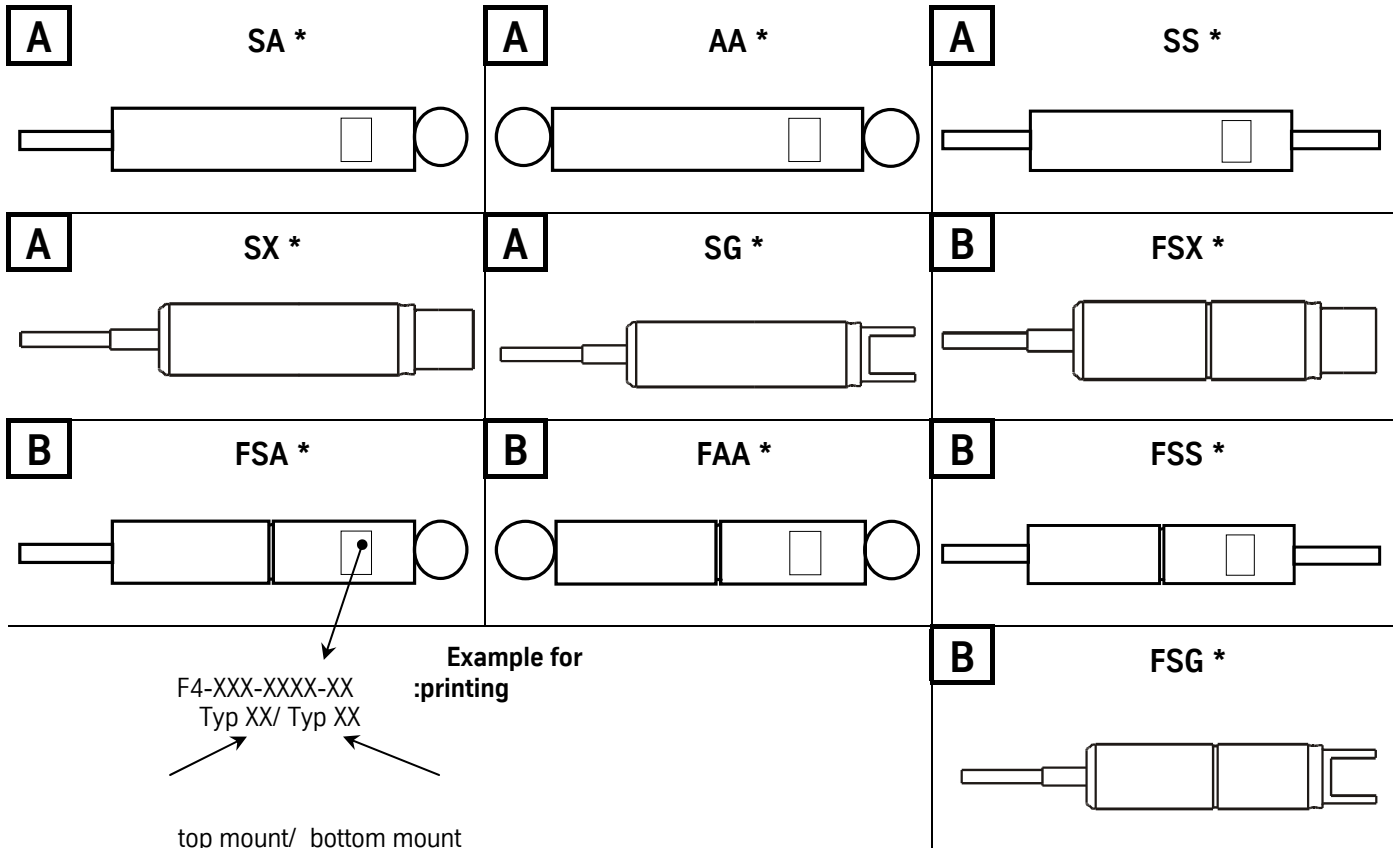 A
SA *
A
AA *
A
SS *
A
SX *
A
SG *
B
FSX *
B
FSA *
B
FAA *
B
FSS *
Example for
:printing
F4-XXX-XXXX-XX
Typ XX/ Typ XX
top mount/ bottom mount
B
FSG *